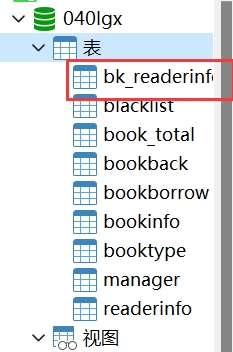 040lgx
表
bk_readerinfo
blacklist
book_total
bookback
bookborrow
bookinfo
booktype
manager
readerinfo
视图